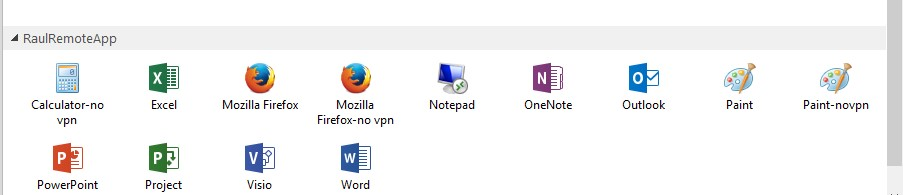 RaulRemoteApp
Calculator-no
vpn
Excel
Mozilla Firefox
Mozilla
Firefox-no vpn
Notepad
OneNote
Outlook
Paint
Paint-novpn
PowerPoint
Project
Visio
Word